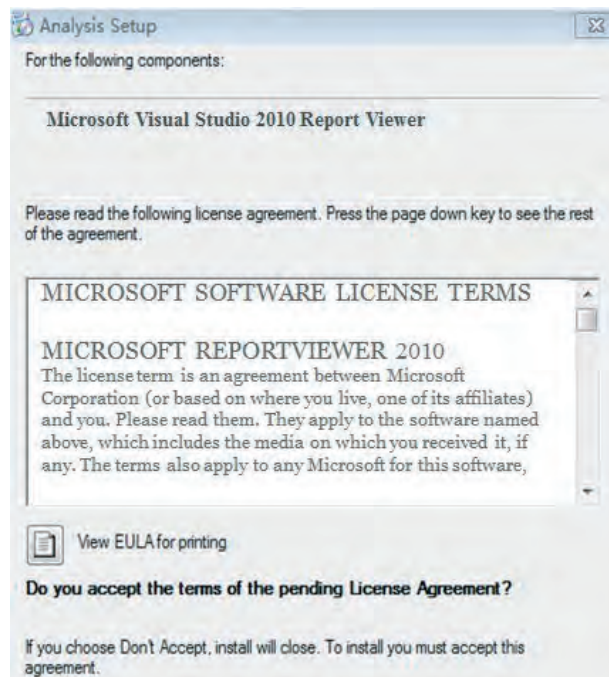 Analysis Setup
For the following components:
Microsoft Visual Studio 2010 Report Viewer
Please read the following license agreement. Press the page down key to see the rest
of the agreement.
MICROSOFT SOFTWARE LICENSE TERMS
MICROSOFT REPORTVIEWER 2010
The license term is an agreement between Microsoft
Corporation (or based on where you live, one of its affiliates)
and you. Please read them. They apply to the software named
above, which includes the media on which you received it, if
any. The terms also apply to any Microsoft for this software,
View EULA for printing
Do you accept the terms of the pending License Agreement?
If you choose Don't Accept, install will close. To install you must accept this
agreement.